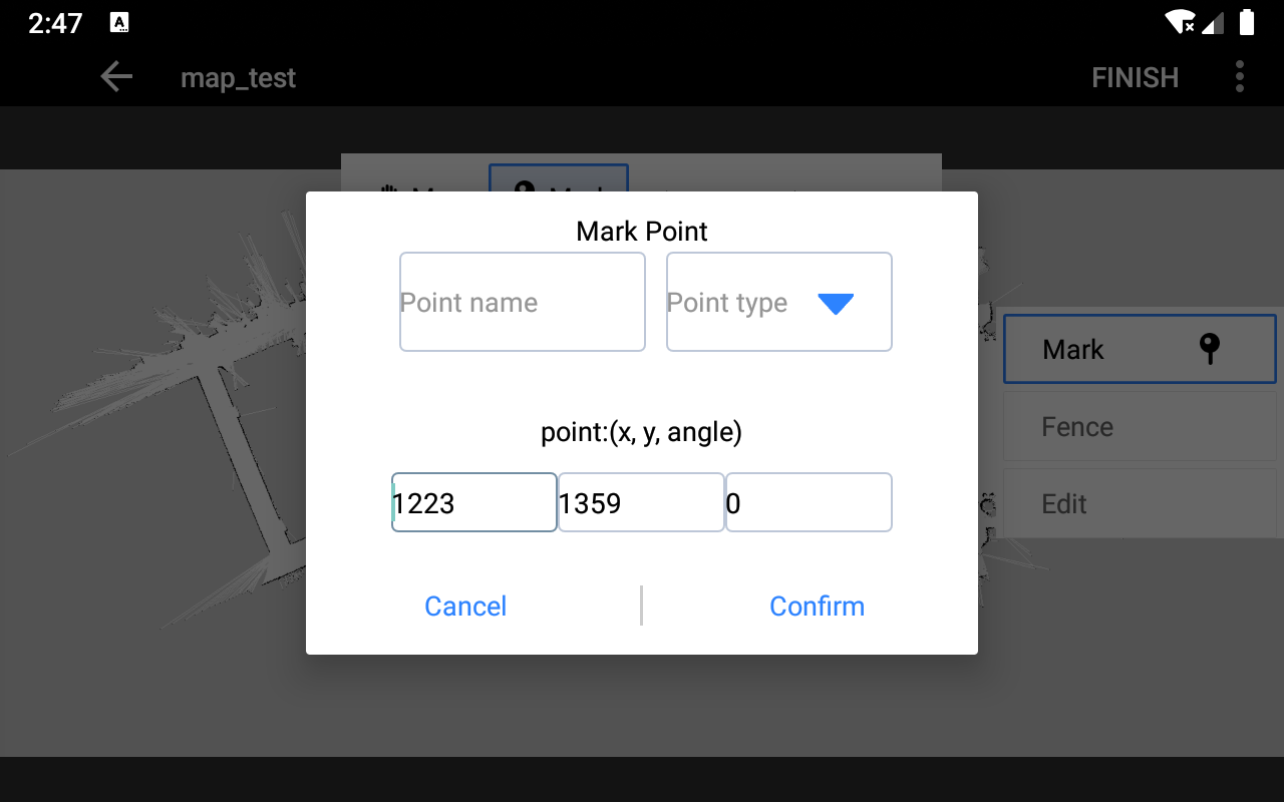 2:47 A
map_test FINISH
Mark Point
Point name Point type
Mark
Fence
point:(x, y, angle)
1223 1359 0
Edit
Cancel Confirm